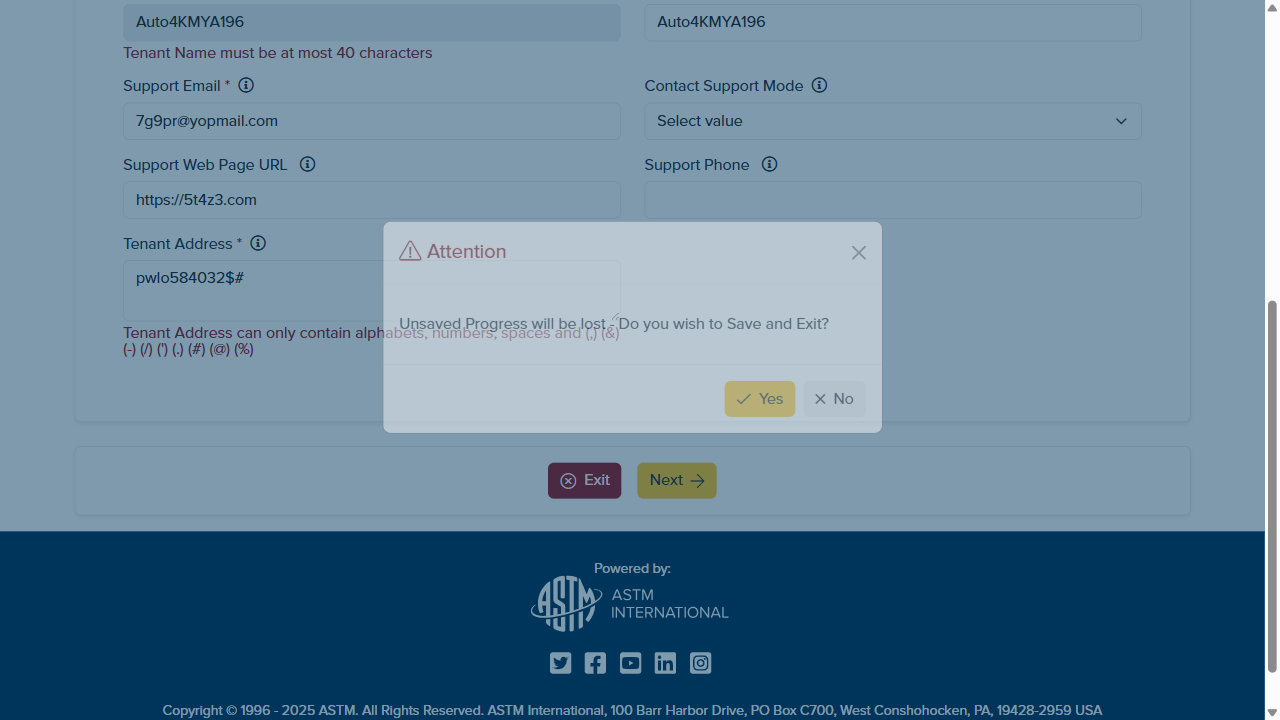 Auto4KMYA196
Auto4KMYA196
Tenant Name must be at most 40 characters
Support Email *
Contact Support Mode
7g9pr@yopmail.com
Select value
Support Web Page URL
Support Phone
https://5t4z3.com
Tenant Address *
pwlo584032$#
Tenant Address can only contain alphabets, numbers, spaces and (,) (&)
(-) (/) (') (.) (#) (@) (%)
Attention
Unsaved Progress will be lost - Do you wish to Save and Exit?
Yes
No
Exit
Next
Powered by:
ASTM
ASTM
INTERNATIONAL
Copyright © 1996 - 2025 ASTM. All Rights Reserved. ASTM International, 100 Barr Harbor Drive, PO Box C700, West Conshohocken, PA, 19428-2959 USA